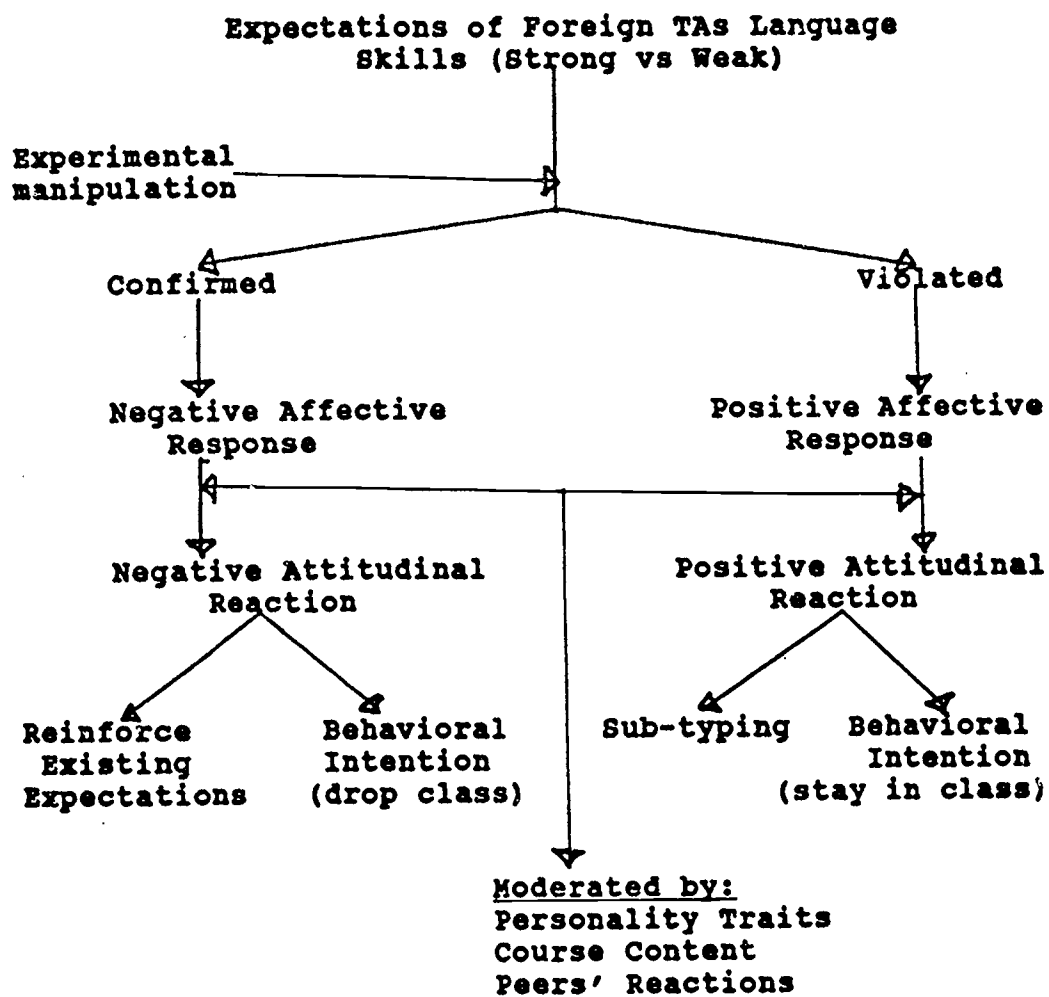 Expectations of Foreign TAs Language
Skills (Strong vs Weak)
Experimental
manipulation
Confirmed
Violated
Negative Affective
Response
Positive Affective
Response
Negative Attitudinal
Reaction
Positive Attitudinal
Reaction
Reinforce
Existing
Expectations
Behavioral
Intention
(drop class)
Sub-typing
Behavioral
Intention
(stay in class)
Moderated by:
Personality Traits
Course Content
Peers' Reactions